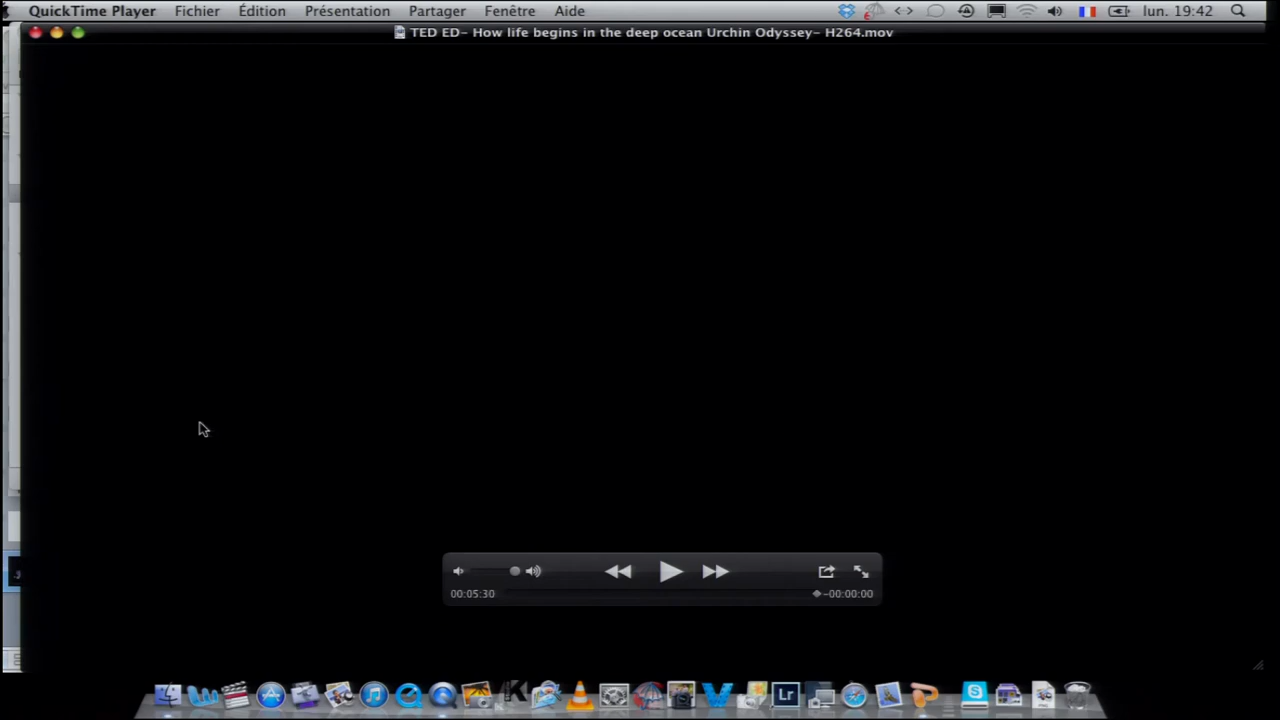 QuickTime Player Fichier Édition Présentation Partager Fenêtre Aide lun. 19:42
TED ED- How life begins in the deep ocean Urchin Odyssey- H264.mov
00:05:30 -00:00:00
Lr